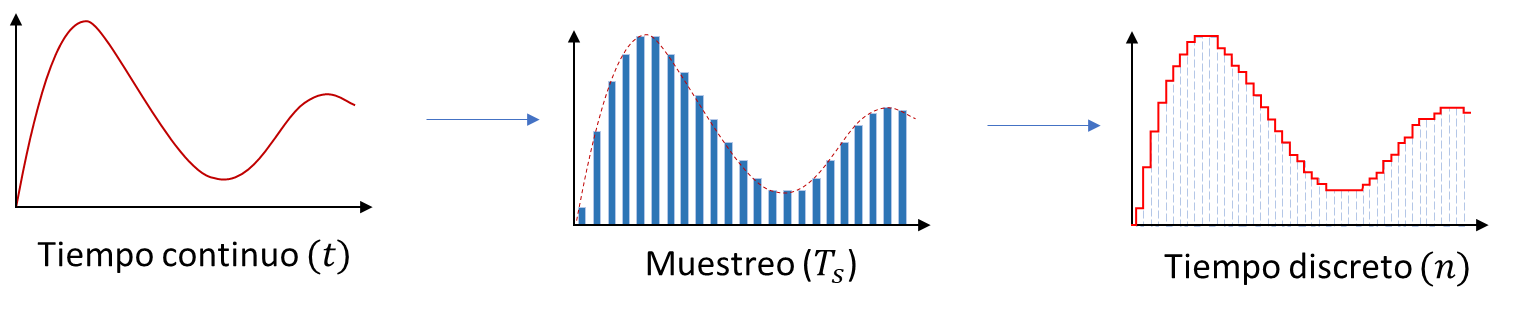 Tiempo continuo (t)
Muestreo (Tₛ)
Tiempo discreto (n)